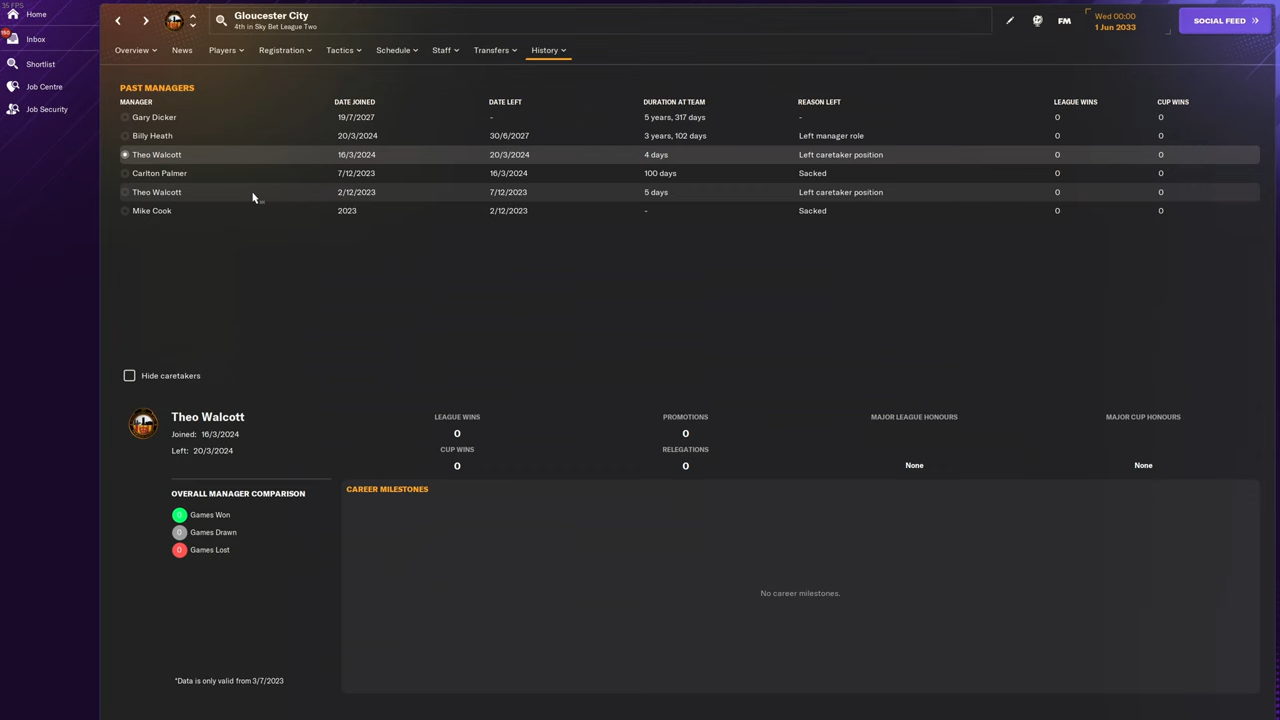 35 FPS
Home
Gloucester City
4th in Sky Bet League Two
FM
Wed 00:00
1 Jun 2033
SOCIAL FEED
Inbox
Overview
News
Players
Registration
Tactics
Schedule
Staff
Transfers
History
Shortlist
Job Centre
Job Security
PAST MANAGERS
MANAGER DATE JOINED DATE LEFT DURATION AT TEAM REASON LEFT LEAGUE WINS CUP WINS
Gary Dicker 19/7/2027 - 5 years, 317 days - 0 0
Billy Heath 20/3/2024 30/6/2027 3 years, 102 days Left manager role 0 0
Theo Walcott 16/3/2024 20/3/2024 4 days Left caretaker position 0 0
Carlton Palmer 7/12/2023 16/3/2024 100 days Sacked 0 0
Theo Walcott 2/12/2023 7/12/2023 5 days Left caretaker position 0 0
Mike Cook 2023 2/12/2023 - Sacked 0 0
Hide caretakers
Theo Walcott
Joined: 16/3/2024
Left: 20/3/2024
LEAGUE WINS
0
CUP WINS
0
PROMOTIONS
0
RELEGATIONS
0
MAJOR LEAGUE HONOURS
None
MAJOR CUP HONOURS
None
OVERALL MANAGER COMPARISON
0 Games Won
0 Games Drawn
0 Games Lost
*Data is only valid from 3/7/2023
CAREER MILESTONES
No career milestones.